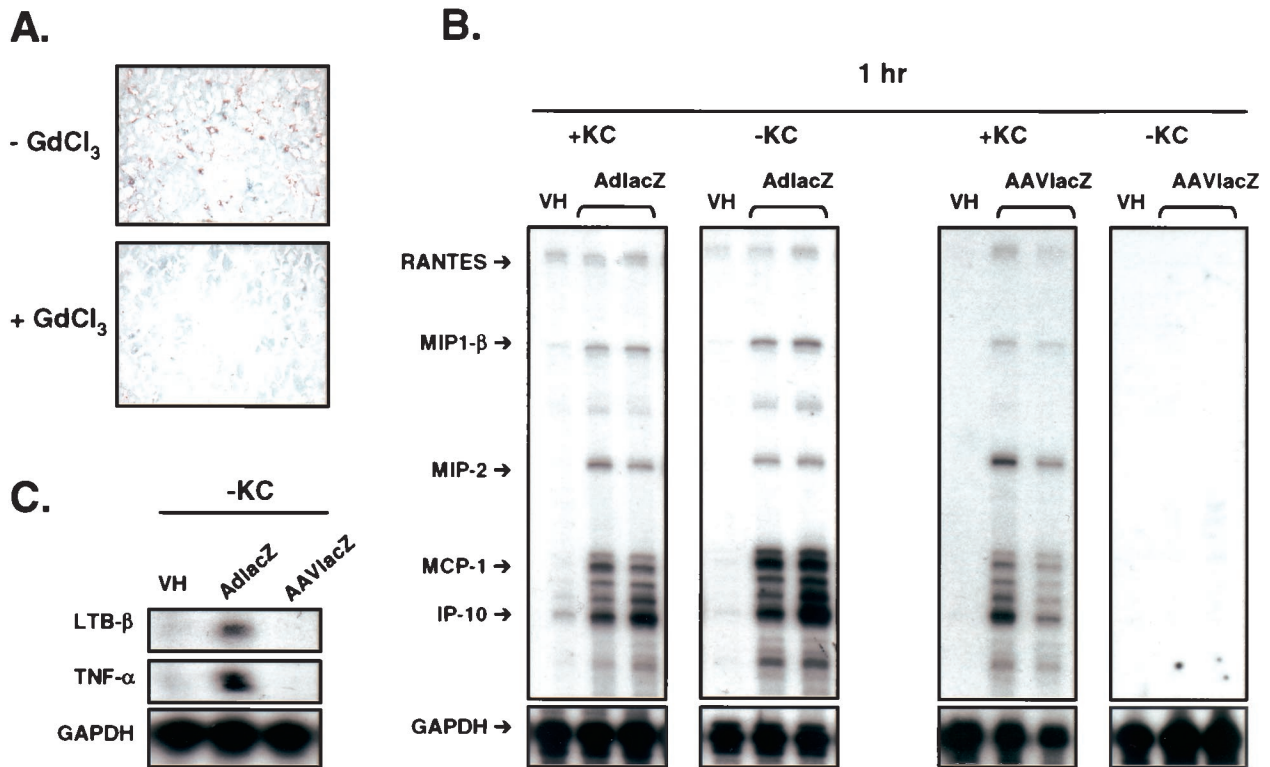 A.
- GdCl3
+ GdCl3
B.
1 hr
+KC -KC +KC -KC
VH AdlacZ VH AdlacZ VH AAVlacZ VH AAVlacZ
RANTES →
MIP1-β →
MIP-2 →
MCP-1 →
IP-10 →
GAPDH →
C.
-KC
VH AdlacZ AAVlacZ
LTB-β
TNF-α
GAPDH